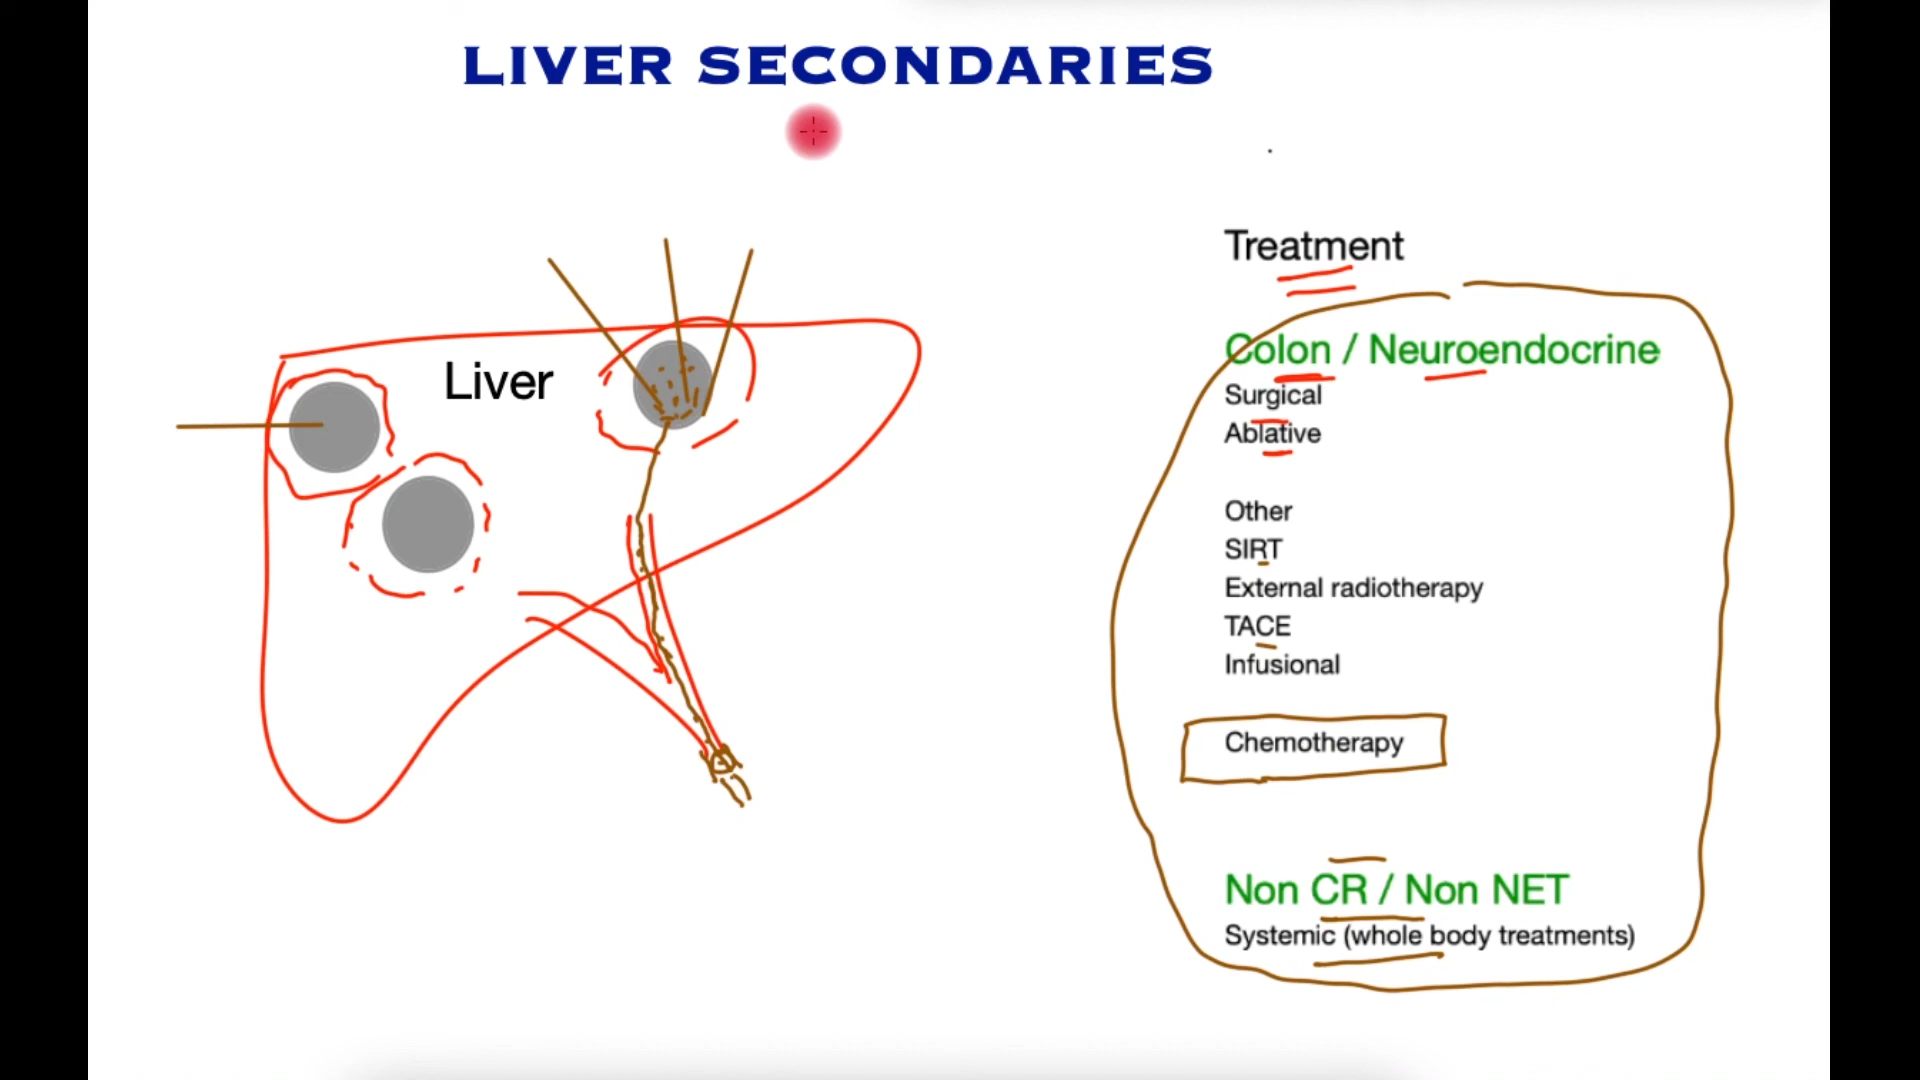 LIVER SECONDARIES
Liver
Treatment
Colon / Neuroendocrine
Surgical
Ablative
Other
SIRT
External radiotherapy
TACE
Infusional
Chemotherapy
Non CR / Non NET
Systemic (whole body treatments)